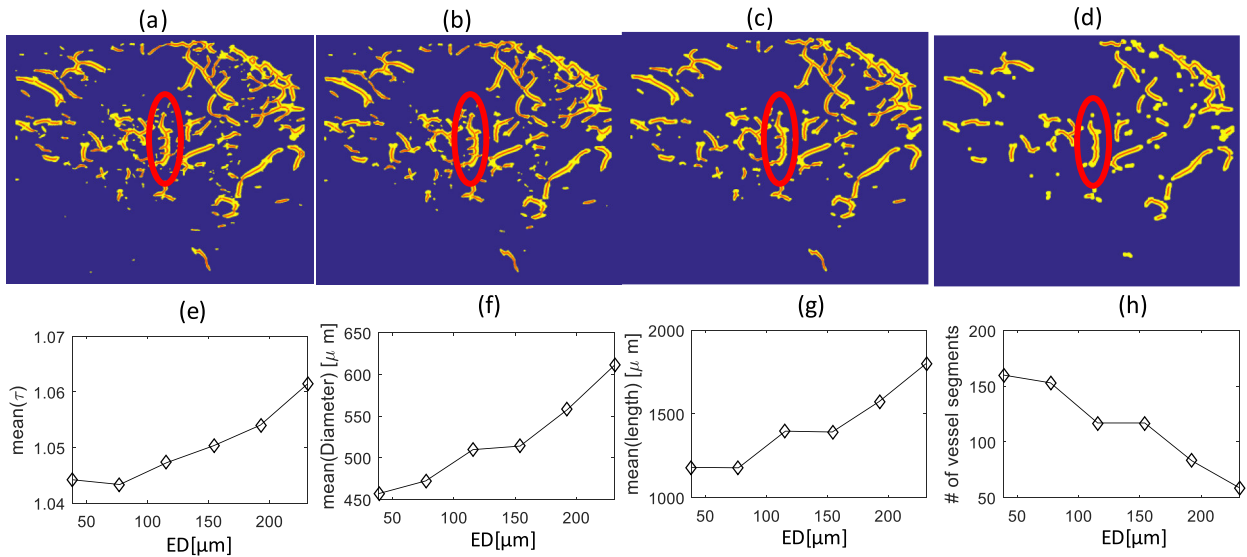 (a) (b) (c) (d)
(e) (f) (g) (h)
mean(τ)
1.07
1.06
1.05
1.04
50 100 150 200
ED[μm]
mean(Diameter) [μ m]
650
600
550
500
450
50 100 150 200
ED[μm]
mean(length) [μ m]
2000
1500
1000
50 100 150 200
ED[μm]
# of vessel segments
200
150
100
50
50 100 150 200
ED[μm]